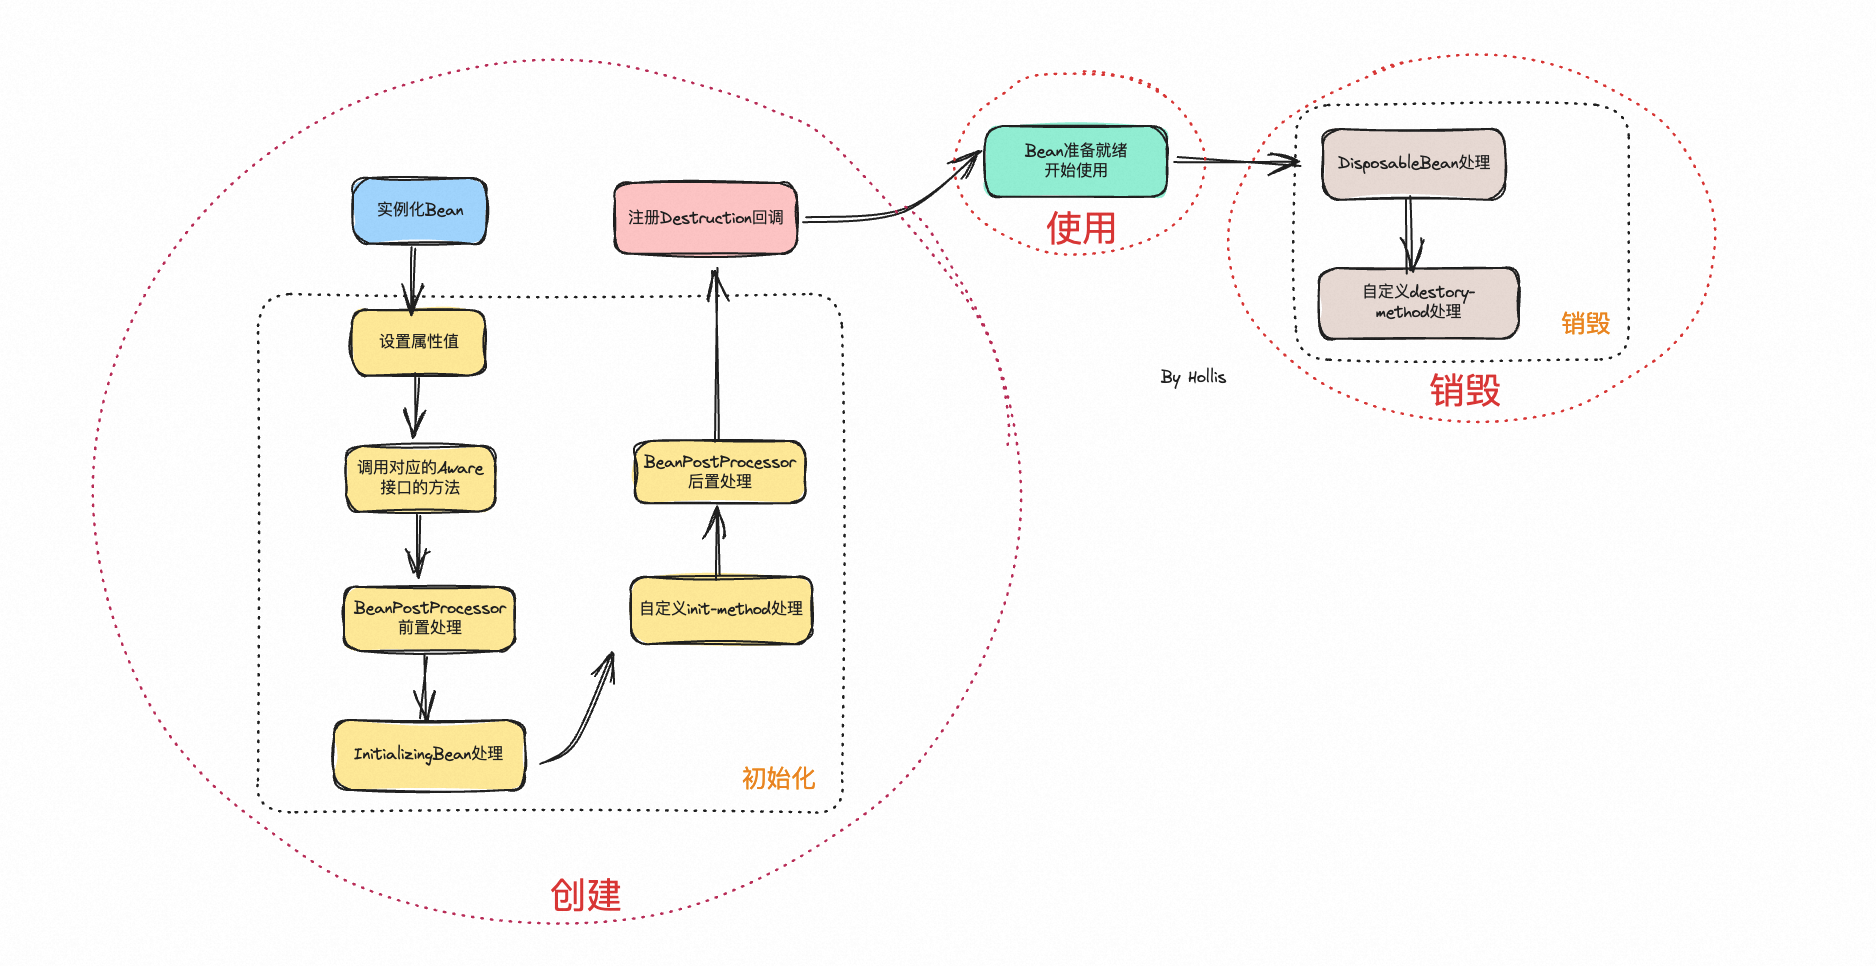 实例化Bean
设置属性值
调用对应的Aware
接口的方法
BeanPostProcessor
前置处理
InitializingBean处理
自定义init-method处理
BeanPostProcessor
后置处理
注册Destruction回调
初始化
创建
Bean准备就绪
开始使用
使用
DisposableBean处理
自定义destory-
method处理
销毁
销毁
By Hollis